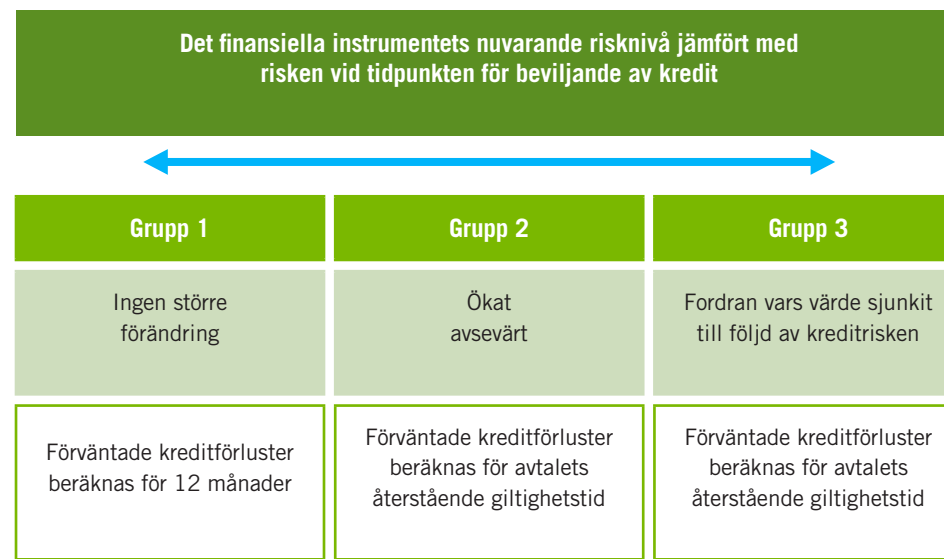 Det finansiella instrumentets nuvarande risknivå jämfört med
risken vid tidpunkten för beviljande av kredit
Grupp 1
Grupp 2
Grupp 3
Ingen större
förändring
Ökat
avsevärt
Fordran vars värde sjunkit
till följd av kreditrisken
Förväntade kreditförluster
beräknas för 12 månader
Förväntade kreditförluster
beräknas för avtalets
återstående giltighetstid
Förväntade kreditförluster
beräknas för avtalets
återstående giltighetstid